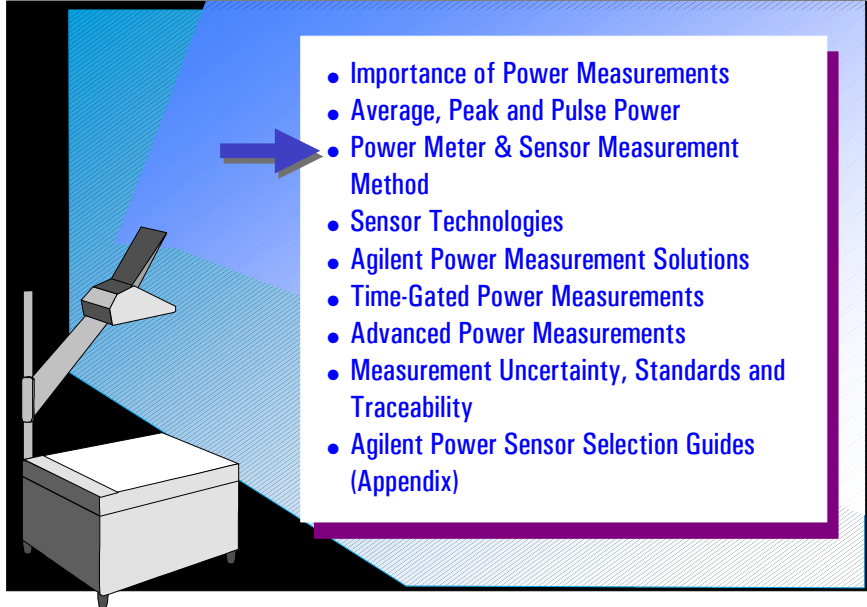 ● Importance of Power Measurements
● Average, Peak and Pulse Power
● Power Meter & Sensor Measurement
Method
● Sensor Technologies
● Agilent Power Measurement Solutions
● Time-Gated Power Measurements
● Advanced Power Measurements
● Measurement Uncertainty, Standards and
Traceability
● Agilent Power Sensor Selection Guides
(Appendix)